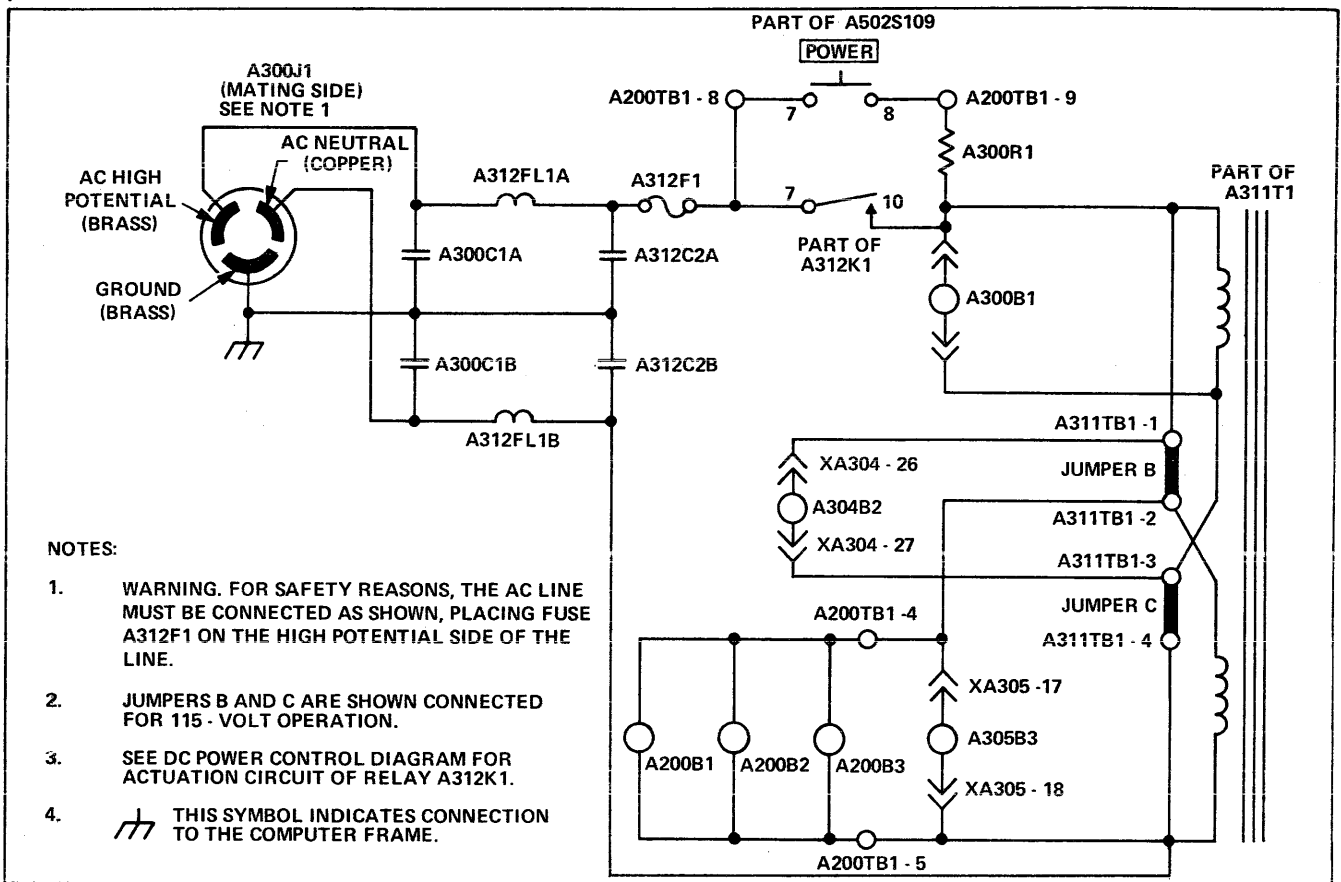 PART OF A502S109
POWER
A300J1
(MATING SIDE)
SEE NOTE 1
A200TB1 - 8
7
8
A200TB1 - 9
AC NEUTRAL
(COPPER)
A300R1
AC HIGH
POTENTIAL
(BRASS)
A312FL1A
A312F1
7
10
PART OF
A311T1
PART OF
A312K1
A300C1A
A312C2A
GROUND
(BRASS)
A300B1
A300C1B
A312C2B
A312FL1B
A311TB1 -1
XA304 - 26
JUMPER B
A304B2
A311TB1 -2
XA304 - 27
A311TB1-3
JUMPER C
A200TB1 -4
A311TB1 - 4
XA305 -17
A200B1
A200B2
A200B3
A305B3
XA305 - 18
A200TB1 - 5
NOTES:
1. WARNING. FOR SAFETY REASONS, THE AC LINE
MUST BE CONNECTED AS SHOWN, PLACING FUSE
A312F1 ON THE HIGH POTENTIAL SIDE OF THE
LINE.
2. JUMPERS B AND C ARE SHOWN CONNECTED
FOR 115 - VOLT OPERATION.
3. SEE DC POWER CONTROL DIAGRAM FOR
ACTUATION CIRCUIT OF RELAY A312K1.
4. THIS SYMBOL INDICATES CONNECTION
TO THE COMPUTER FRAME.